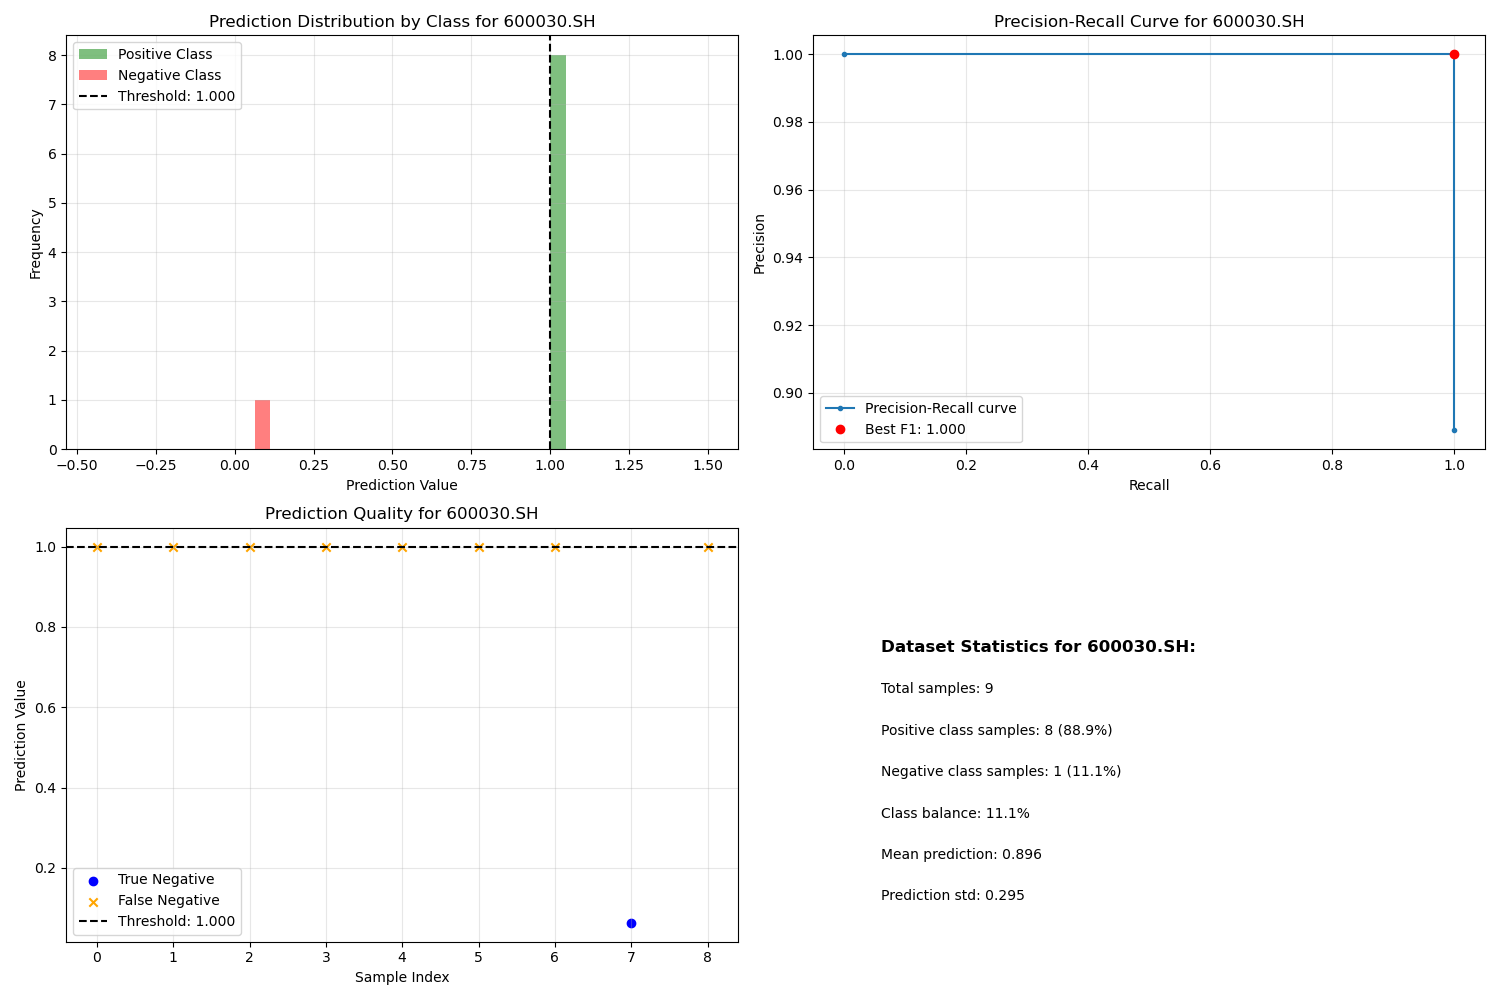 Prediction Distribution by Class for 600030.SH
Positive Class
Negative Class
Threshold: 1.000
8
7
6
5
4
3
2
1
0
Frequency
−0.50 −0.25 0.00 0.25 0.50 0.75 1.00 1.25 1.50
Prediction Value
Precision-Recall Curve for 600030.SH
1.00
0.98
0.96
0.94
0.92
0.90
Precision
Precision-Recall curve
Best F1: 1.000
0.0 0.2 0.4 0.6 0.8 1.0
Recall
Prediction Quality for 600030.SH
1.0
0.8
0.6
0.4
0.2
Prediction Value
True Negative
False Negative
Threshold: 1.000
0 1 2 3 4 5 6 7 8
Sample Index
Dataset Statistics for 600030.SH:
Total samples: 9
Positive class samples: 8 (88.9%)
Negative class samples: 1 (11.1%)
Class balance: 11.1%
Mean prediction: 0.896
Prediction std: 0.295